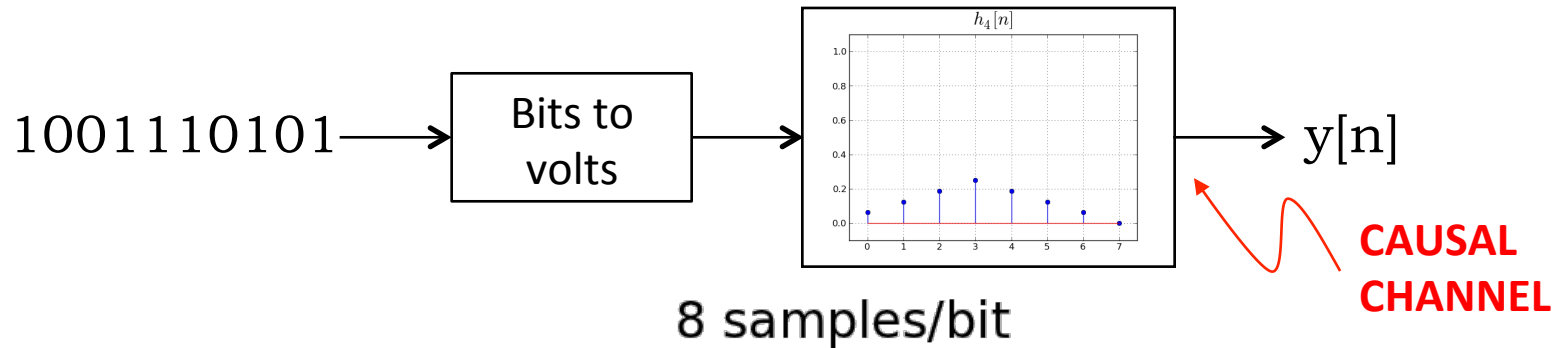 h₄[n]
1.0
0.8
0.6
0.4
0.2
0.0
0 1 2 3 4 5 6 7
1001110101
Bits to
volts
y[n]
CAUSAL
CHANNEL
8 samples/bit